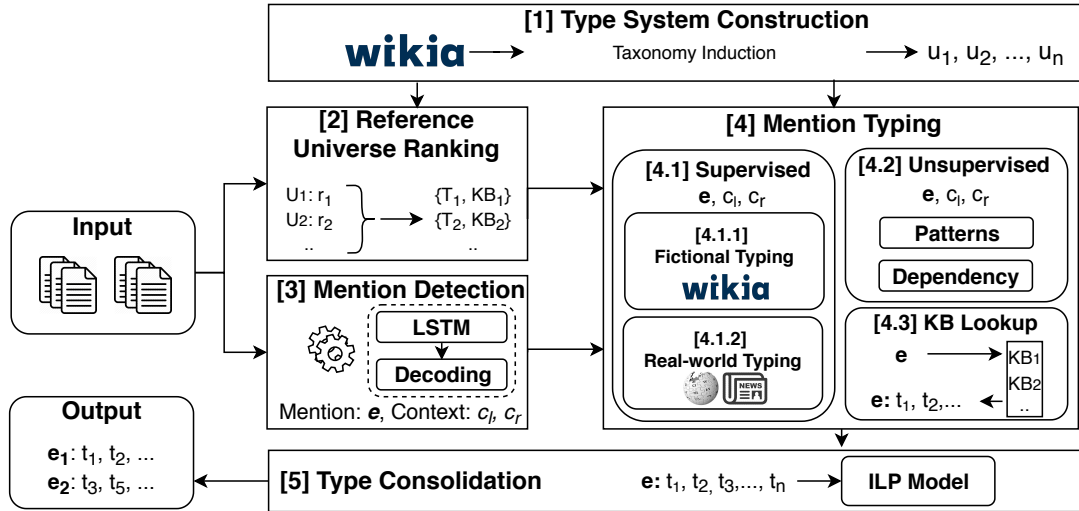 [1] Type System Construction
wikia
Taxonomy Induction
u1, u2, ..., un
[2] Reference
Universe Ranking
U1: r1
{T1, KB1}
U2: r2
{T2, KB2}
..
..
Input
[3] Mention Detection
LSTM
Decoding
Mention: e, Context: cl, cr
[4] Mention Typing
[4.1] Supervised
e, cl, cr
[4.1.1]
Fictional Typing
wikia
[4.1.2]
Real-world Typing
NEWS
[4.2] Unsupervised
e, cl, cr
Patterns
Dependency
[4.3] KB Lookup
e
KB1
KB2
..
e: t1, t2,...
Output
e1: t1, t2, ...
e2: t3, t5, ...
[5] Type Consolidation
e: t1, t2, t3,..., tn
ILP Model